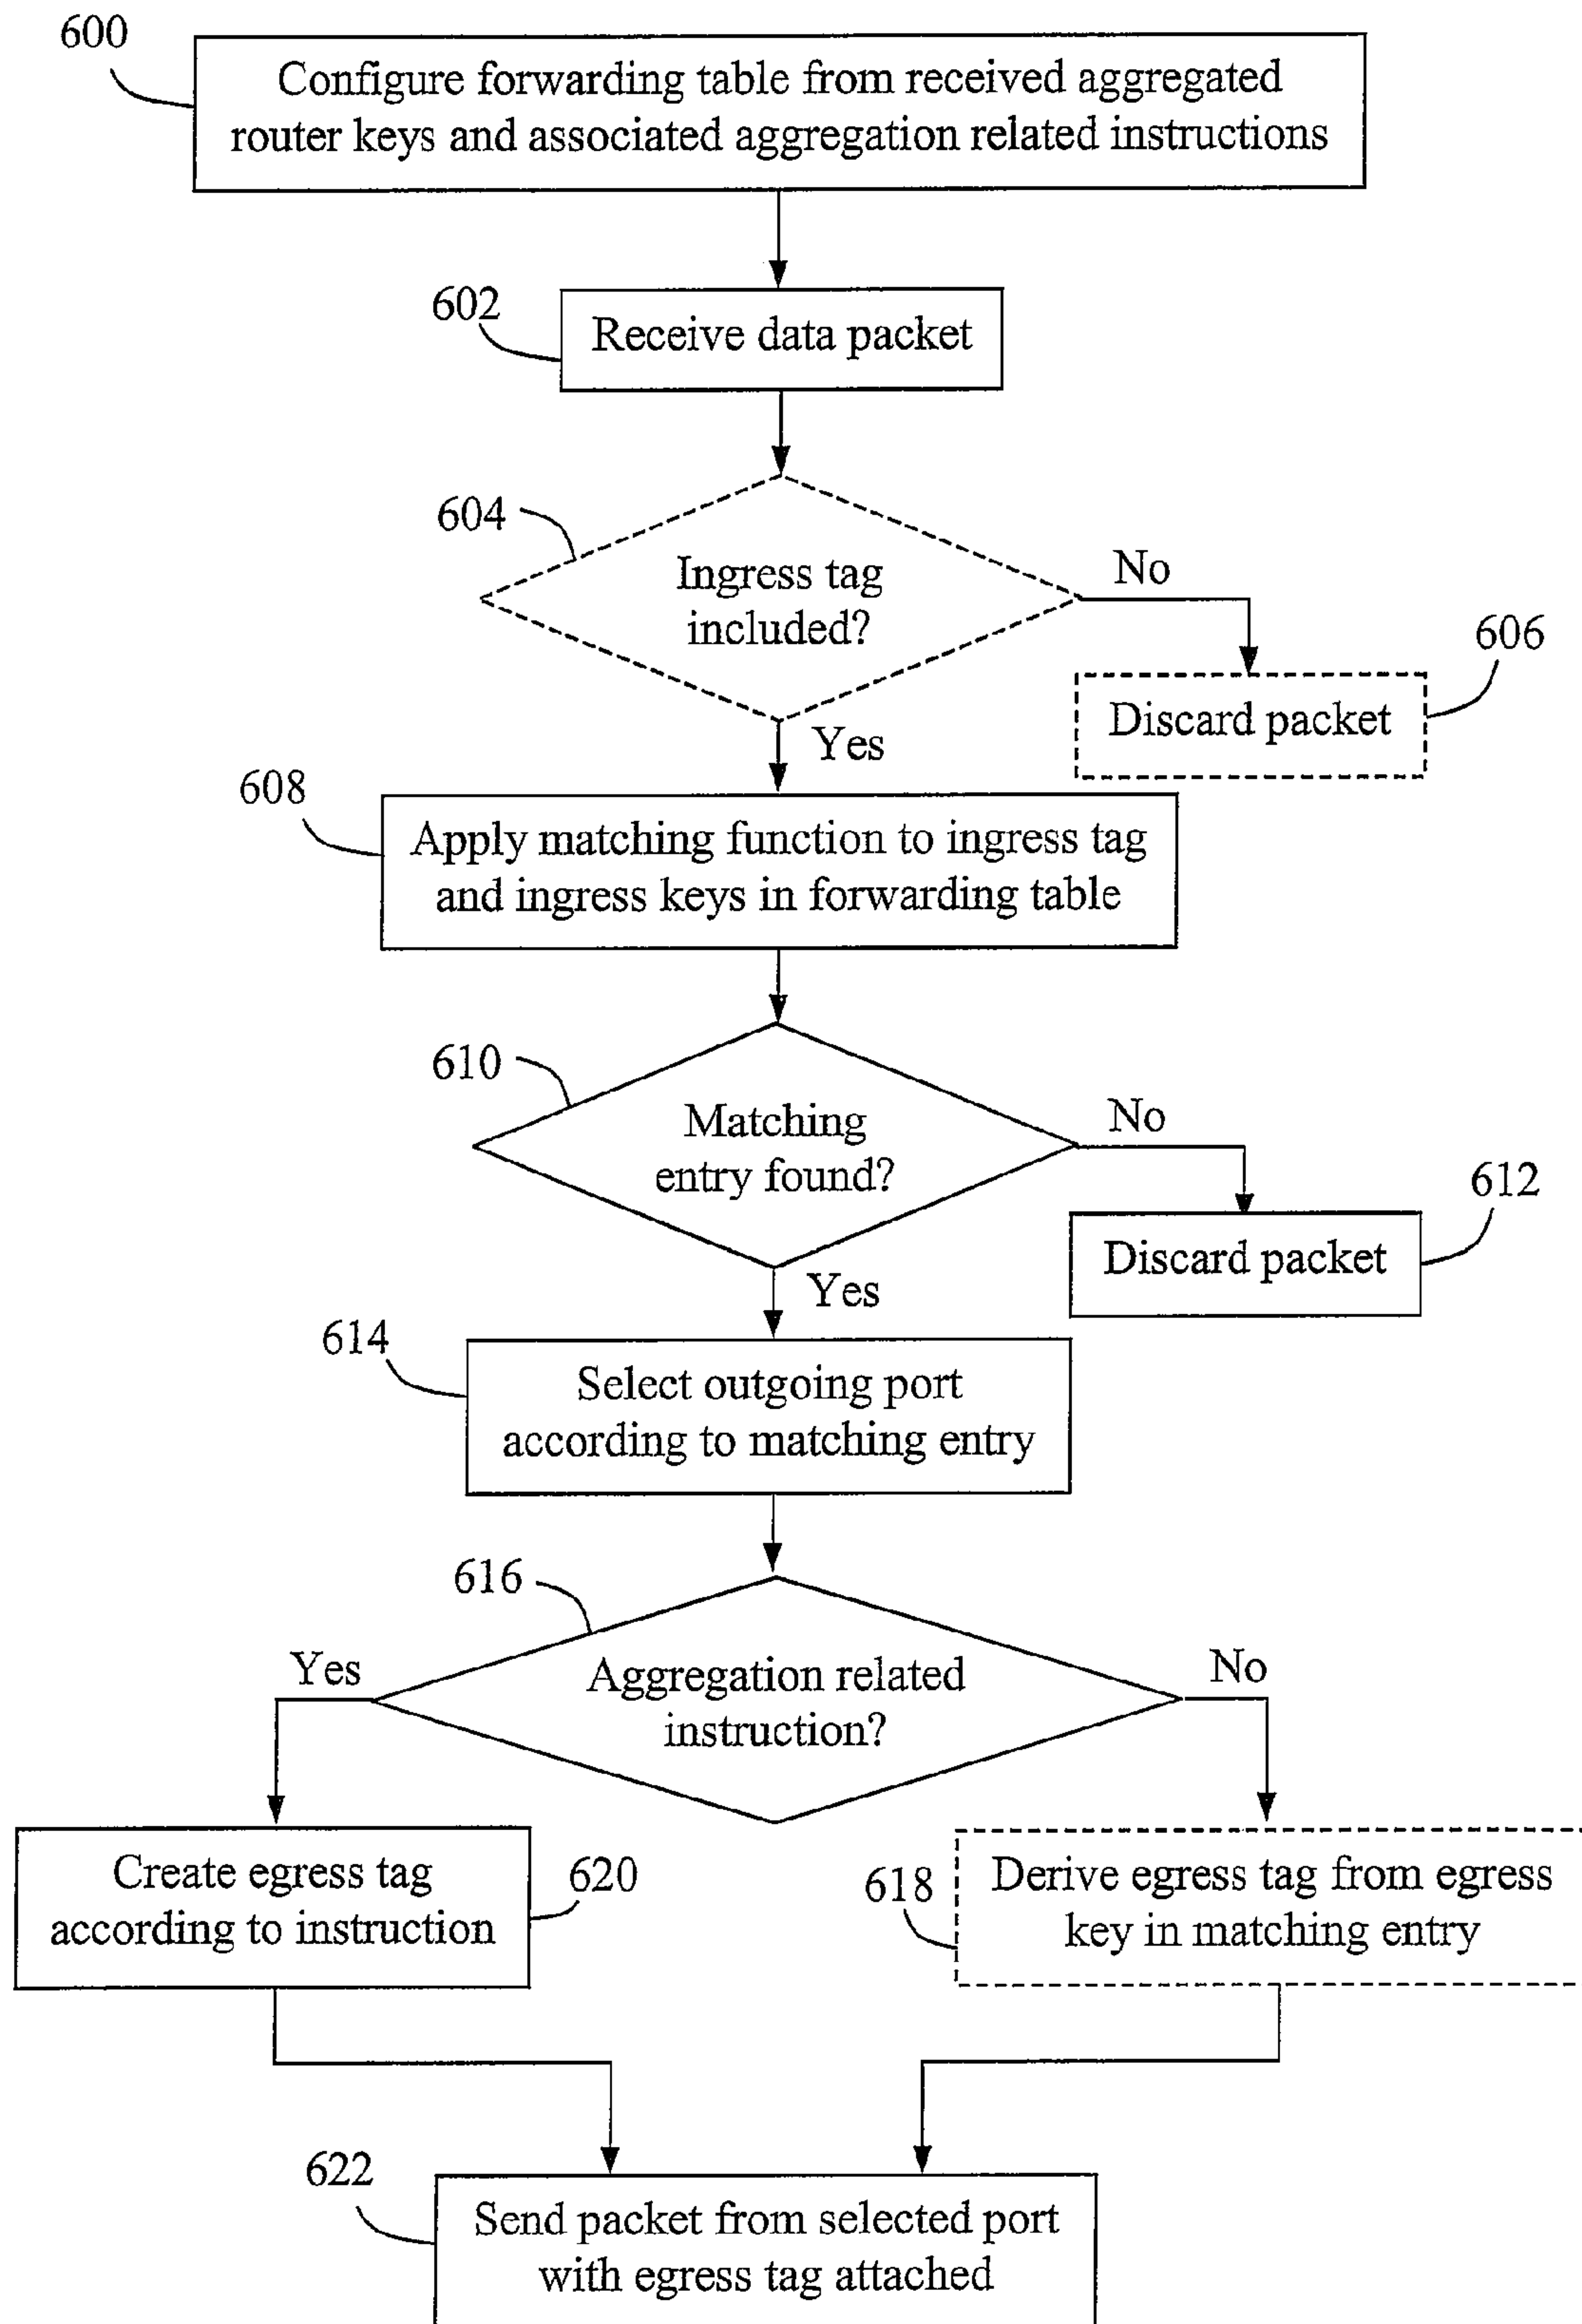 600
Configure forwarding table from received aggregated
router keys and associated aggregation related instructions
602
Receive data packet
604
Ingress tag
included?
No
606
Discard packet
Yes
608
Apply matching function to ingress tag
and ingress keys in forwarding table
610
Matching
entry found?
No
612
Discard packet
Yes
614
Select outgoing port
according to matching entry
616
Yes
Aggregation related
instruction?
No
Create egress tag
according to instruction
620
618
Derive egress tag from egress
key in matching entry
622
Send packet from selected port
with egress tag attached